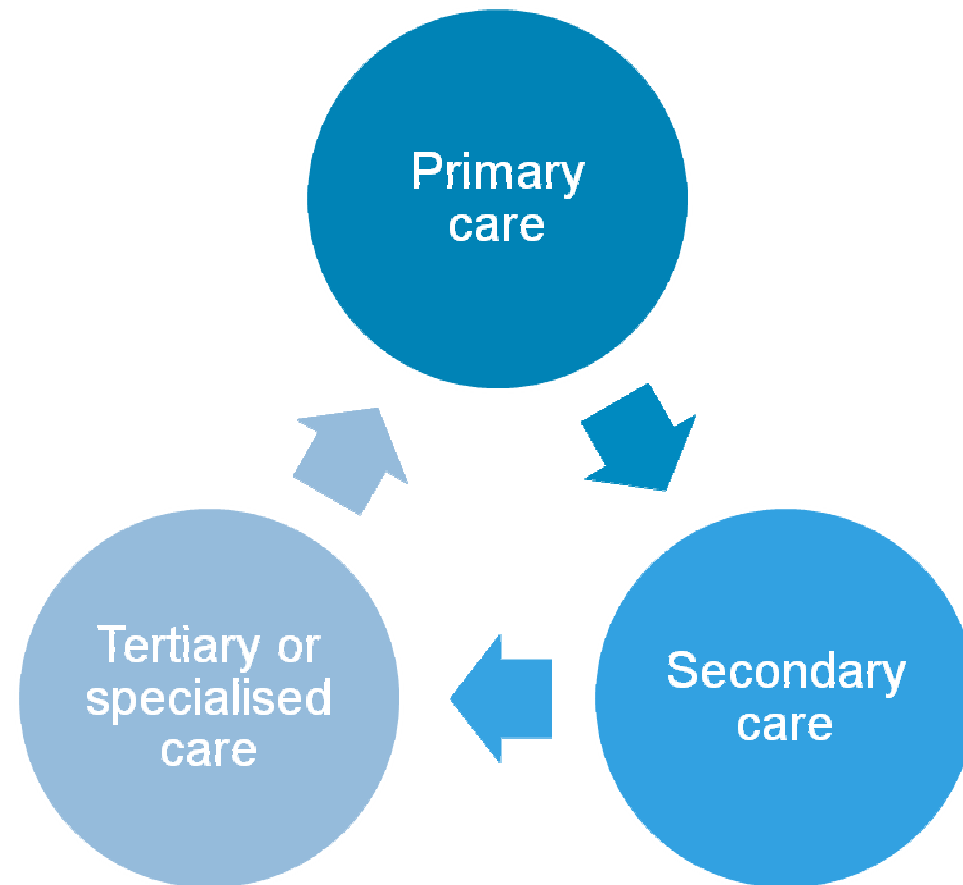 Primary
care
Tertiary or
specialised
care
Secondary
care